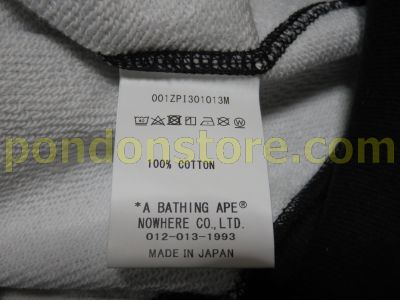 001ZPI301013M
pondonstore.com
100% COTTON
*A BATHING APE®
NOWHERE CO.,LTD.
012-013-1993
MADE IN JAPAN